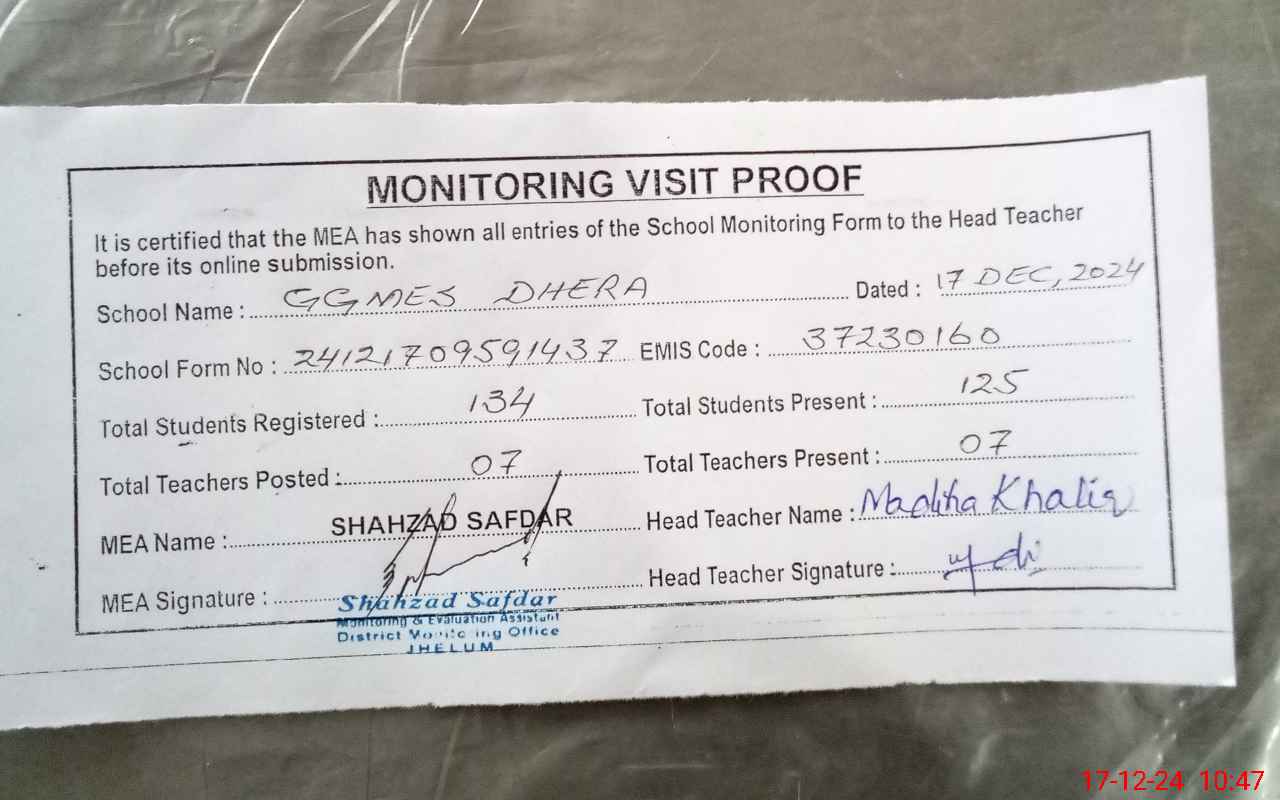 MONITORING VISIT PROOF
It is certified that the MEA has shown all entries of the School Monitoring Form to the Head Teacher
before its online submission.
School Name : GGMES DHERA Dated : 17 DEC, 2024
School Form No : 24121709591437 EMIS Code : 37230160
Total Students Registered : 134 Total Students Present : 125
Total Teachers Posted : 07 Total Teachers Present : 07
MEA Name : SHAHZAD SAFDAR Head Teacher Name : Madiha Khaliq
MEA Signature : Head Teacher Signature :
Shahzad Safdar
Monitoring & Evaluation Assistant
District Monitoring Office
JHELUM
17-12-24 10:47